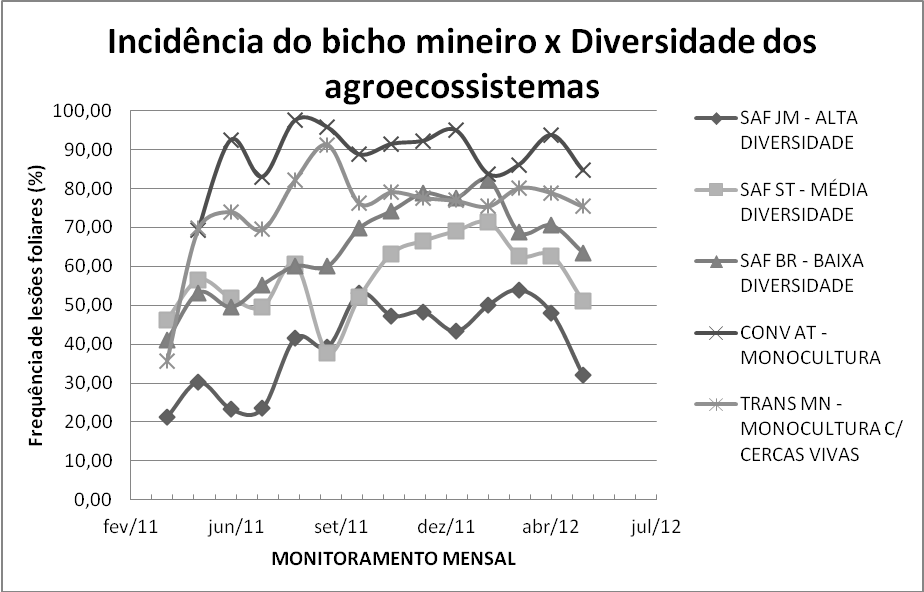 Incidência do bicho mineiro x Diversidade dos
agroecossistemas
Frequência de lesões foliares (%)
100,00
90,00
80,00
70,00
60,00
50,00
40,00
30,00
20,00
10,00
0,00
fev/11
jun/11
set/11
dez/11
abr/12
jul/12
MONITORAMENTO MENSAL
SAF JM - ALTA
DIVERSIDADE
SAF ST - MÉDIA
DIVERSIDADE
SAF BR - BAIXA
DIVERSIDADE
CONV AT -
MONOCULTURA
TRANS MN -
MONOCULTURA C/
CERCAS VIVAS